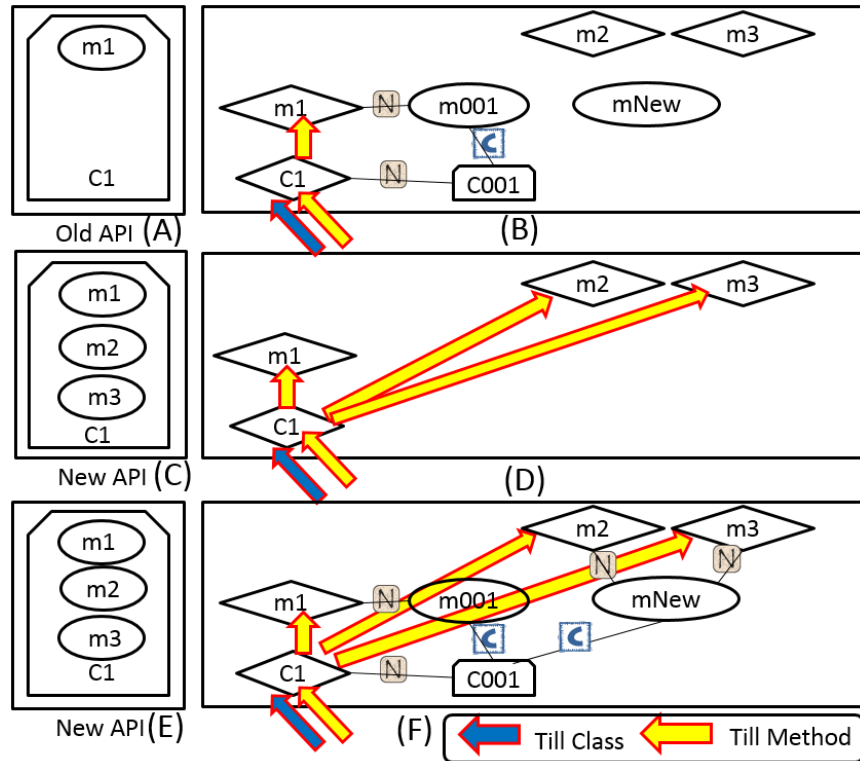 m1
C1
Old API (A)
m2 m3
m1 N m001 mNew
C
C1 N C001
(B)
m1
m2
m3
C1
New API (C)
m2 m3
m1
C1
(D)
m1
m2
m3
C1
New API (E)
m2 m3
N N
m1 N m001 mNew
C C
C1 N C001
(F) Till Class Till Method